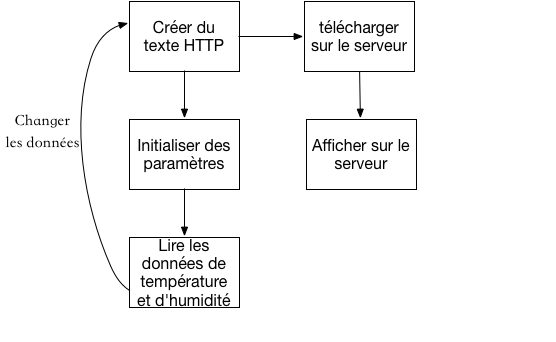 Créer du
texte HTTP
télécharger
sur le serveur
Changer
les données
Initialiser des
paramètres
Afficher sur le
serveur
Lire les
données de
température
et d'humidité